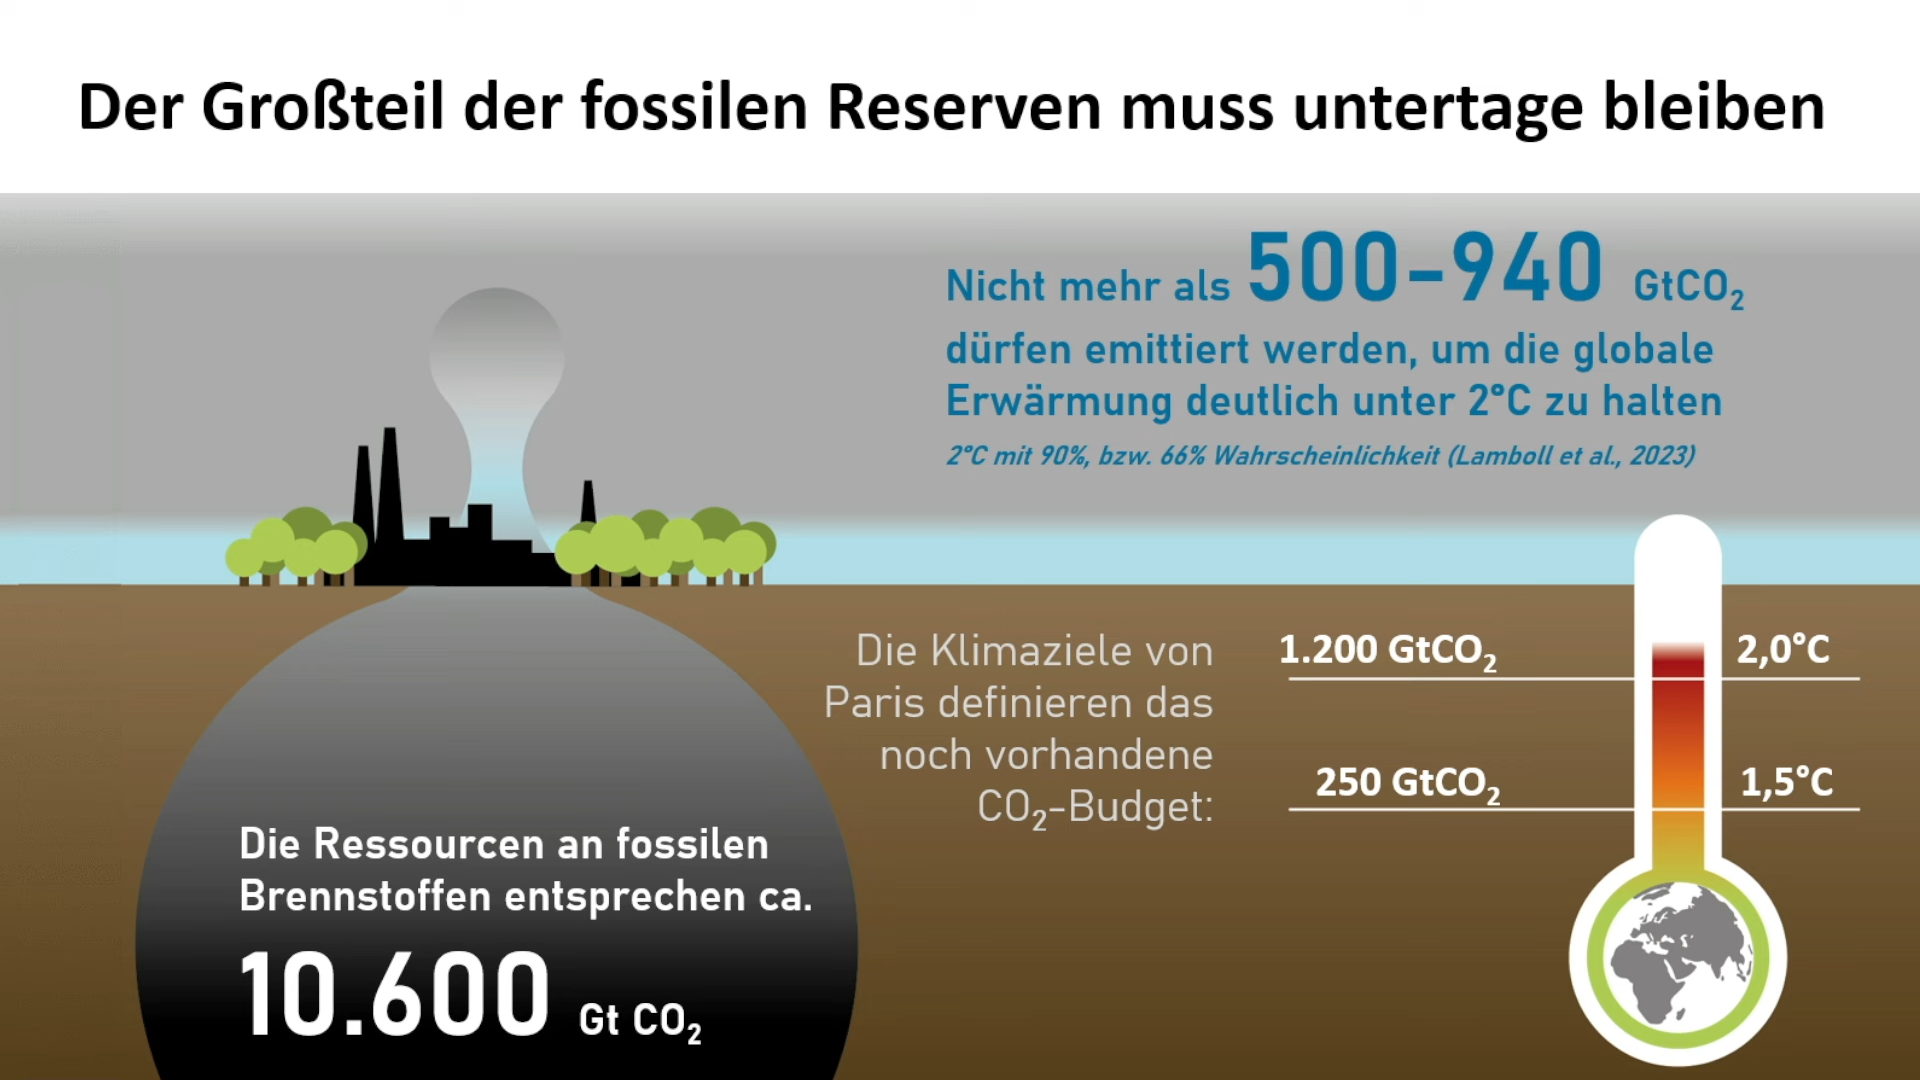 Der Großteil der fossilen Reserven muss untertage bleiben
Nicht mehr als 500–940 GtCO₂
dürfen emittiert werden, um die globale
Erwärmung deutlich unter 2°C zu halten
2°C mit 90%, bzw. 66% Wahrscheinlichkeit (Lamboll et al., 2023)
Die Klimaziele von
Paris definieren das
noch vorhandene
CO₂-Budget:
1.200 GtCO₂ 2,0°C
250 GtCO₂ 1,5°C
Die Ressourcen an fossilen
Brennstoffen entsprechen ca.
10.600 Gt CO₂